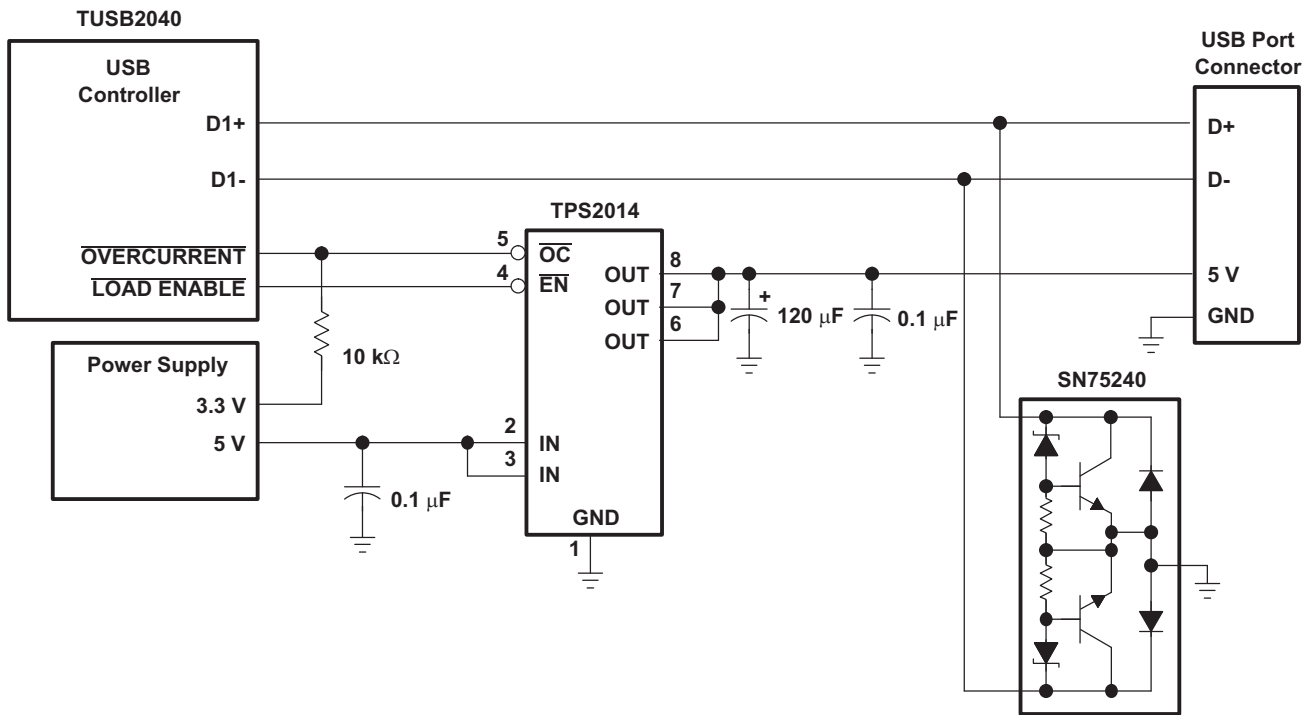 TUSB2040
USB
Controller
D1+
D1-
OVERCURRENT
LOAD ENABLE
Power Supply
3.3 V
5 V
10 kΩ
0.1 μF
TPS2014
5
OC
4
EN
2
IN
3
IN
GND
1
8
OUT
7
OUT
6
OUT
+
120 μF
0.1 μF
USB Port
Connector
D+
D-
5 V
GND
SN75240